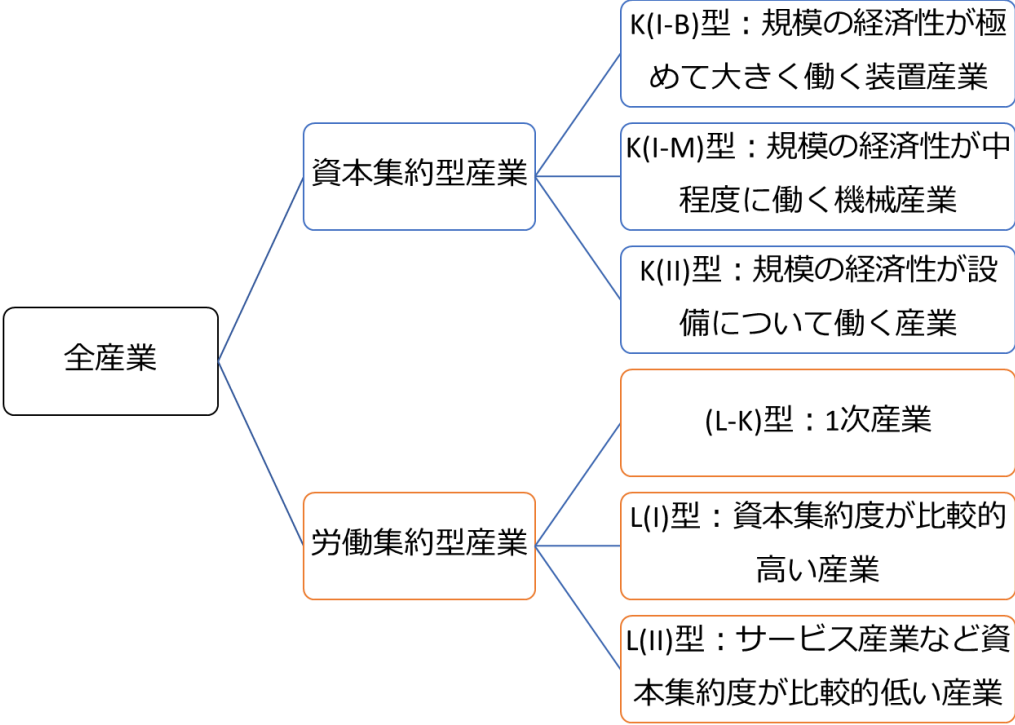 全産業
資本集約型産業
K(I-B)型：規模の経済性が極
めて大きく働く装置産業
K(I-M)型：規模の経済性が中
程度に働く機械産業
K(II)型：規模の経済性が設
備について働く産業
労働集約型産業
(L-K)型：1次産業
L(I)型：資本集約度が比較的
高い産業
L(II)型：サービス産業など資
本集約度が比較的低い産業